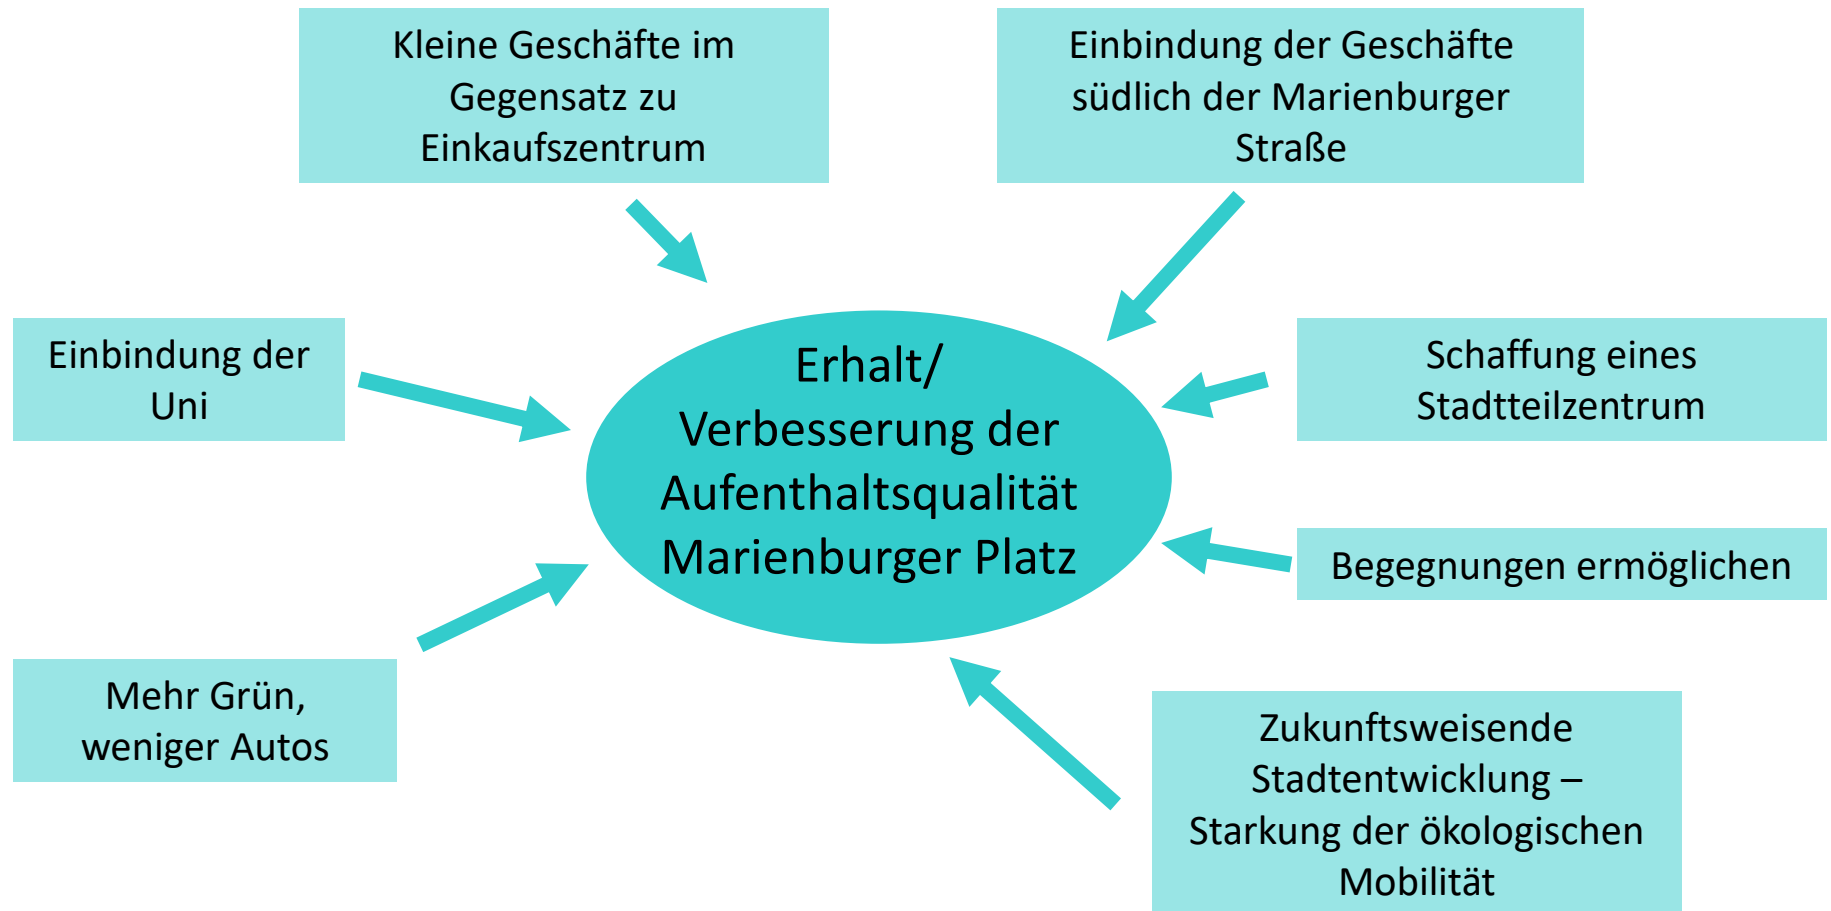 Kleine Geschäfte im
Gegensatz zu
Einkaufszentrum
Einbindung der Geschäfte
südlich der Marienburger
Straße
Einbindung der
Uni
Erhalt/
Verbesserung der
Aufenthaltsqualität
Marienburger Platz
Schaffung eines
Stadtteilzentrum
Begegnungen ermöglichen
Mehr Grün,
weniger Autos
Zukunftsweisende
Stadtentwicklung –
Starkung der ökologischen
Mobilität